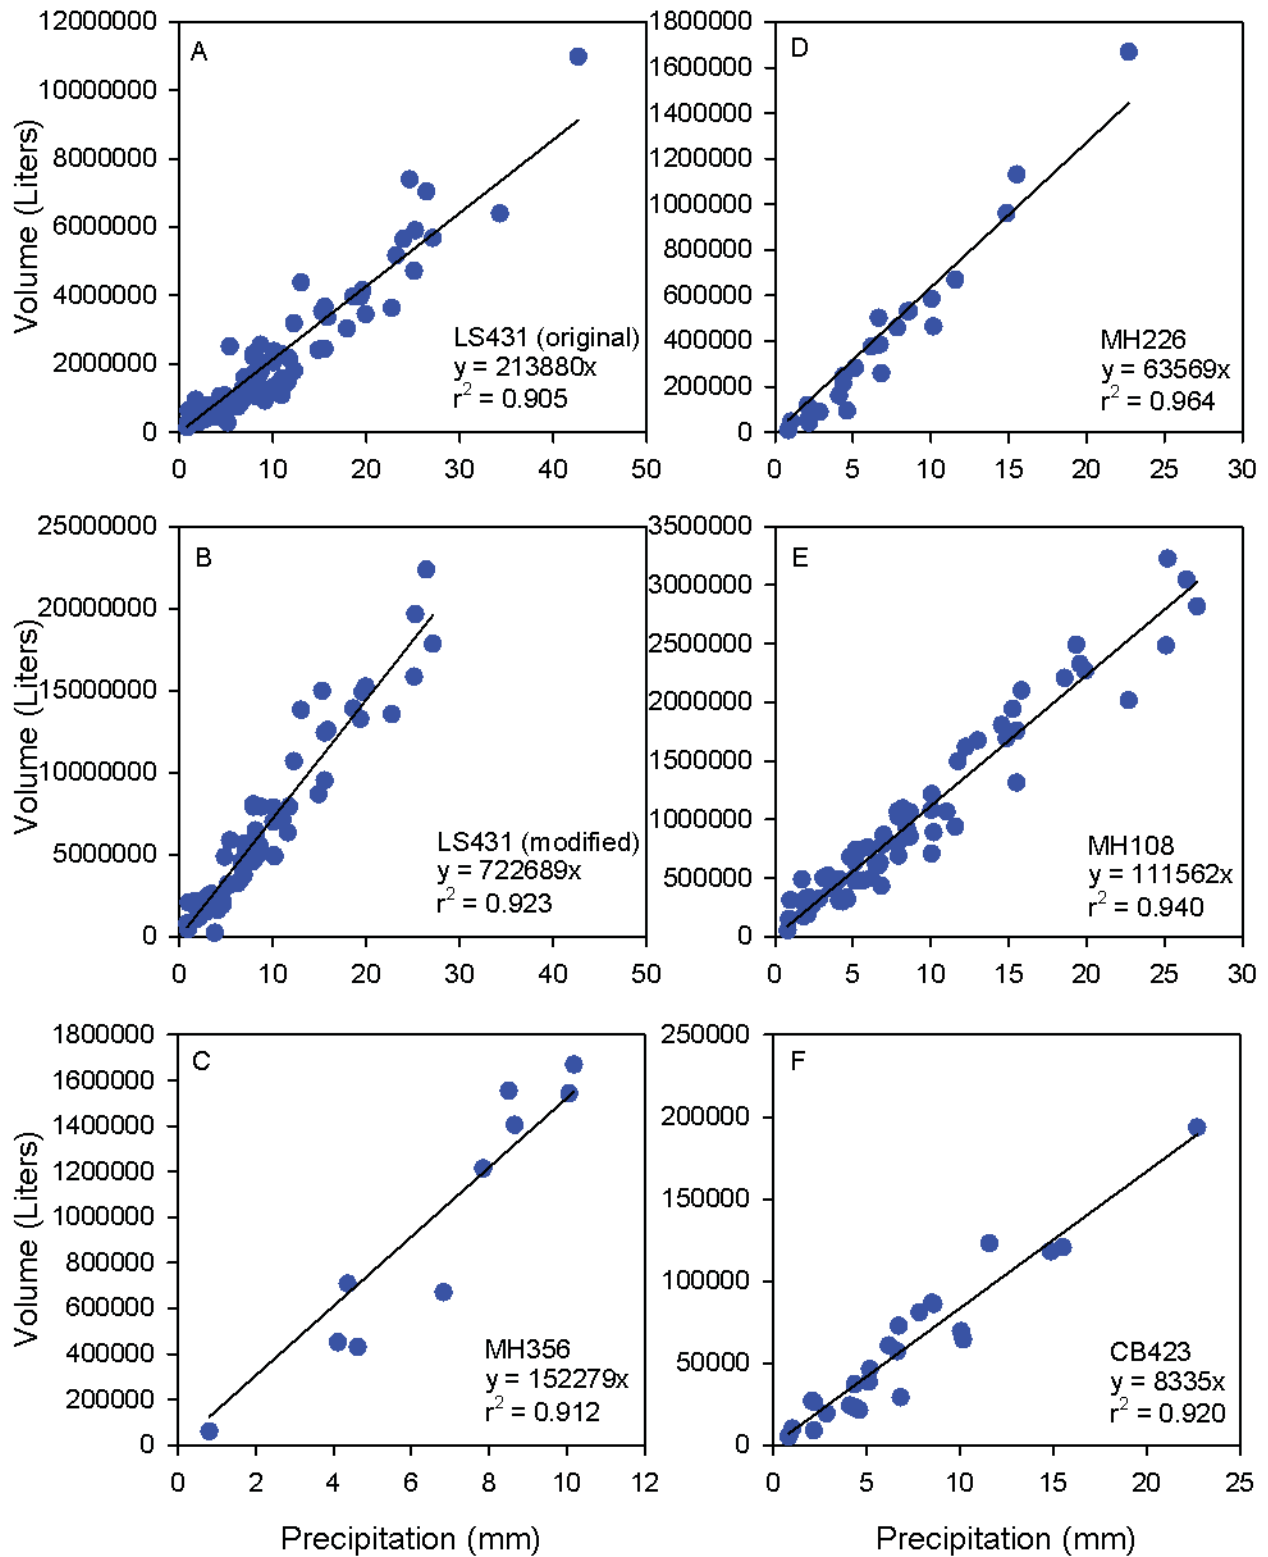 A
12000000
10000000
8000000
6000000
4000000
2000000
0
Volume (Liters)
LS431 (original)
y = 213880x
r² = 0.905
0 10 20 30 40 50
D
1800000
1600000
1400000
1200000
1000000
800000
600000
400000
200000
0
MH226
y = 63569x
r² = 0.964
0 5 10 15 20 25 30
B
25000000
20000000
15000000
10000000
5000000
0
Volume (Liters)
LS431 (modified)
y = 722689x
r² = 0.923
0 10 20 30 40 50
E
3500000
3000000
2500000
2000000
1500000
1000000
500000
0
MH108
y = 111562x
r² = 0.940
0 5 10 15 20 25 30
C
1800000
1600000
1400000
1200000
1000000
800000
600000
400000
200000
0
Volume (Liters)
MH356
y = 152279x
r² = 0.912
0 2 4 6 8 10 12
Precipitation (mm)
F
250000
200000
150000
100000
50000
0
CB423
y = 8335x
r² = 0.920
0 5 10 15 20 25
Precipitation (mm)